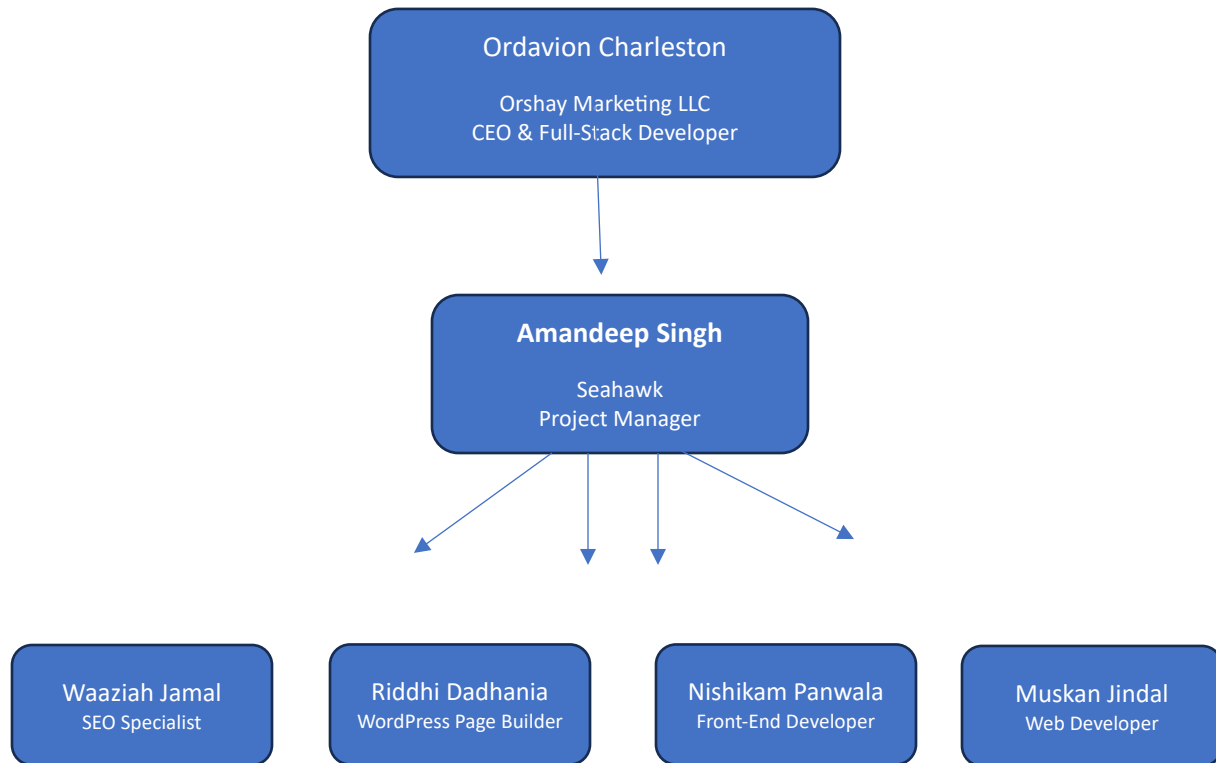 Ordavion Charleston
Orshay Marketing LLC
CEO & Full-Stack Developer
Amandeep Singh
Seahawk
Project Manager
Waaziah Jamal
SEO Specialist
Riddhi Dadhania
WordPress Page Builder
Nishikam Panwala
Front-End Developer
Muskan Jindal
Web Developer